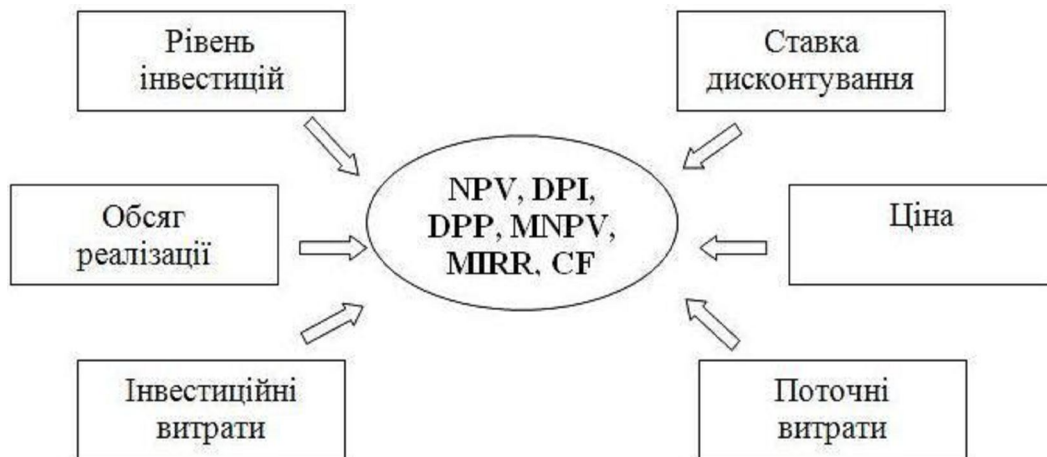 Рівень
інвестицій
Ставка
дисконтування
NPV, DPI,
DPP, MNPV,
MIRR, CF
Обсяг
реалізації
Ціна
Інвестиційні
витрати
Поточні
витрати